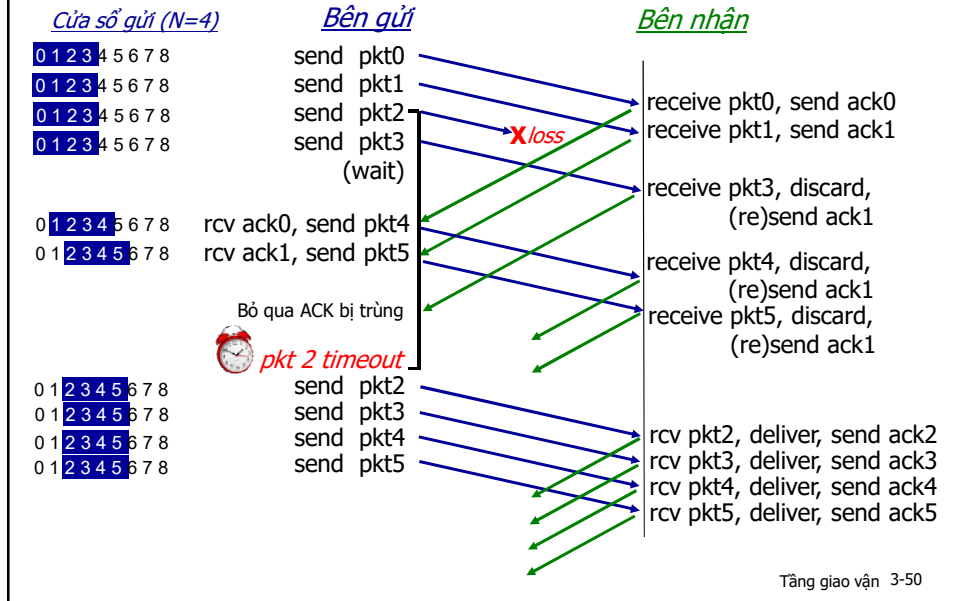 Cửa sổ gửi (N=4) Bên gửi Bên nhận
0 1 2 3 4 5 6 7 8 send pkt0
0 1 2 3 4 5 6 7 8 send pkt1
0 1 2 3 4 5 6 7 8 send pkt2
0 1 2 3 4 5 6 7 8 send pkt3
(wait)
X loss
receive pkt0, send ack0
receive pkt1, send ack1
receive pkt3, discard,
(re)send ack1
0 1 2 3 4 5 6 7 8 rcv ack0, send pkt4
0 1 2 3 4 5 6 7 8 rcv ack1, send pkt5
receive pkt4, discard,
(re)send ack1
receive pkt5, discard,
(re)send ack1
Bỏ qua ACK bị trùng
pkt 2 timeout
0 1 2 3 4 5 6 7 8 send pkt2
0 1 2 3 4 5 6 7 8 send pkt3
0 1 2 3 4 5 6 7 8 send pkt4
0 1 2 3 4 5 6 7 8 send pkt5
rcv pkt2, deliver, send ack2
rcv pkt3, deliver, send ack3
rcv pkt4, deliver, send ack4
rcv pkt5, deliver, send ack5
Tầng giao vận 3-50